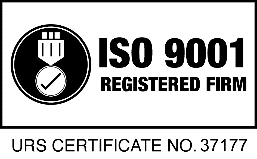 ISO 9001
REGISTERED FIRM
URS CERTIFICATE NO. 37177